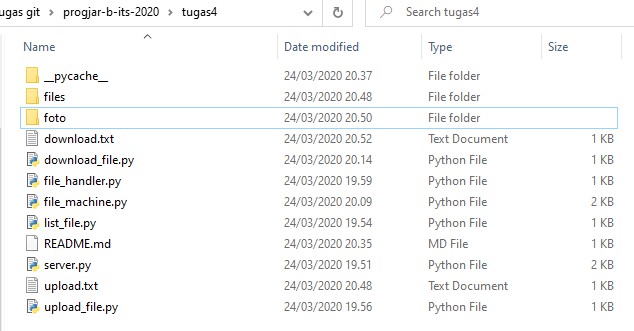 ugas git › progjar-b-its-2020 › tugas4 Search tugas4
Name Date modified Type Size
__pycache__ 24/03/2020 20.37 File folder
files 24/03/2020 20.48 File folder
foto 24/03/2020 20.50 File folder
download.txt 24/03/2020 20.52 Text Document 1 KB
download_file.py 24/03/2020 20.14 Python File 1 KB
file_handler.py 24/03/2020 19.59 Python File 1 KB
file_machine.py 24/03/2020 20.09 Python File 2 KB
list_file.py 24/03/2020 19.54 Python File 1 KB
README.md 24/03/2020 20.35 MD File 1 KB
server.py 24/03/2020 19.51 Python File 2 KB
upload.txt 24/03/2020 20.48 Text Document 1 KB
upload_file.py 24/03/2020 19.56 Python File 1 KB